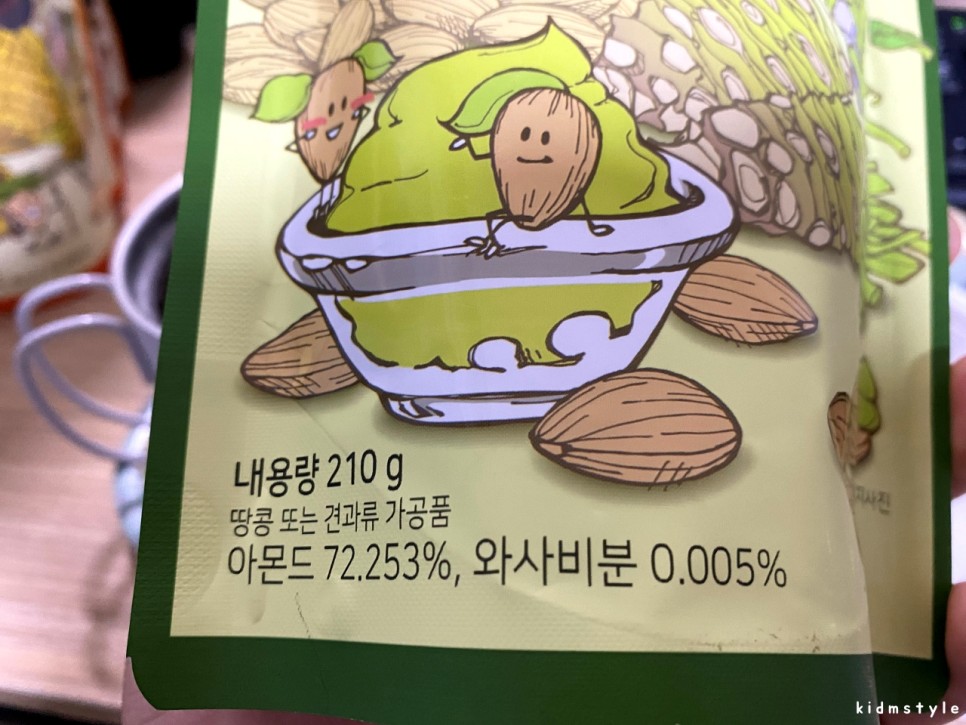 내용량 210 g
땅콩 또는 견과류 가공품
아몬드 72.253%, 와사비분 0.005%
kidmstyle